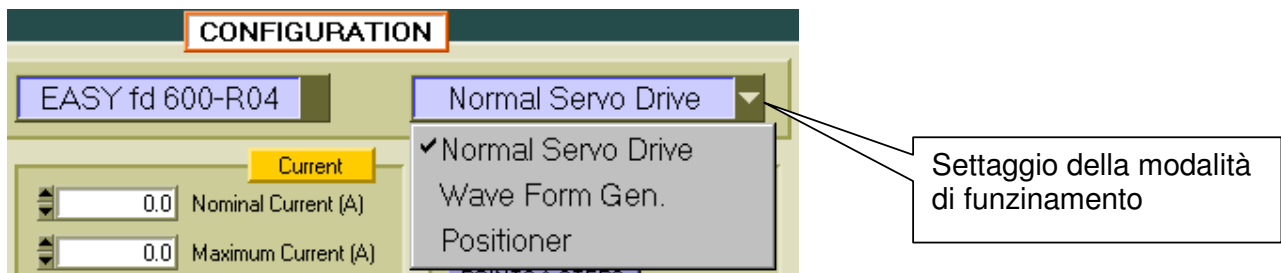 CONFIGURATION
EASY fd 600-R04
Normal Servo Drive
✓Normal Servo Drive
Wave Form Gen.
Positioner
Current
0.0 Nominal Current (A)
0.0 Maximum Current (A)
Settaggio della modalità
di funzinamento